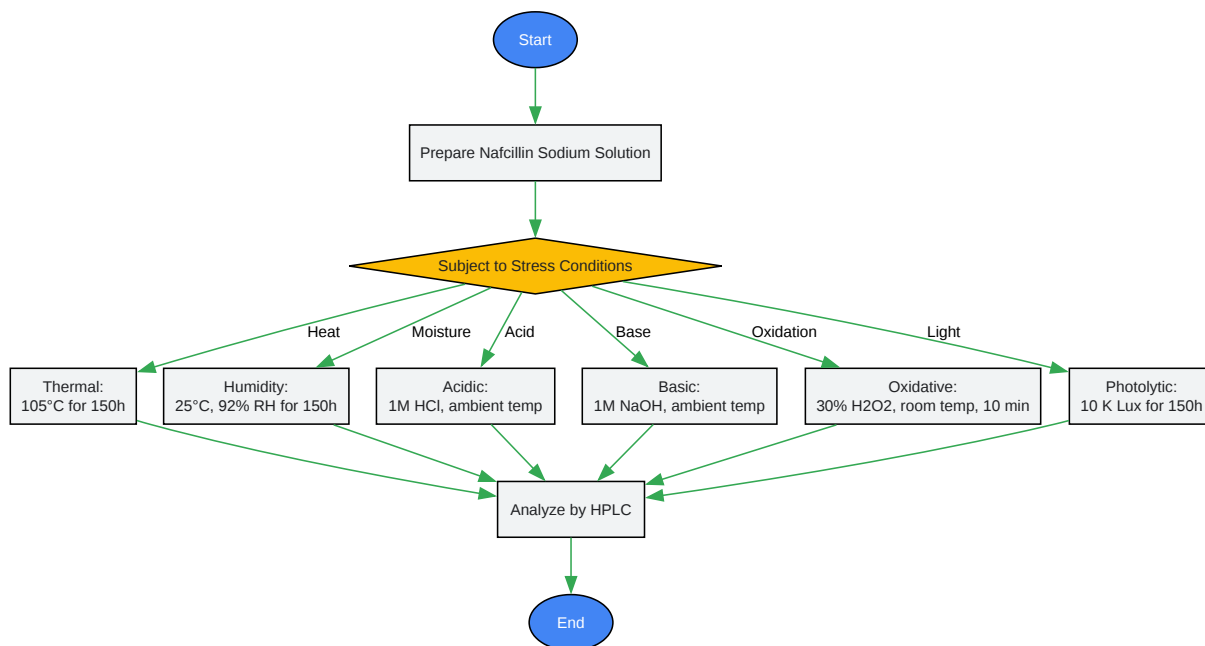 Start
Prepare Nafcillin Sodium Solution
Subject to Stress Conditions
Heat
Moisture
Acid
Base
Oxidation
Light
Thermal:
105°C for 150h
Humidity:
25°C, 92% RH for 150h
Acidic:
1M HCl, ambient temp
Basic:
1M NaOH, ambient temp
Oxidative:
30% H2O2, room temp, 10 min
Photolytic:
10 K Lux for 150h
Analyze by HPLC
End